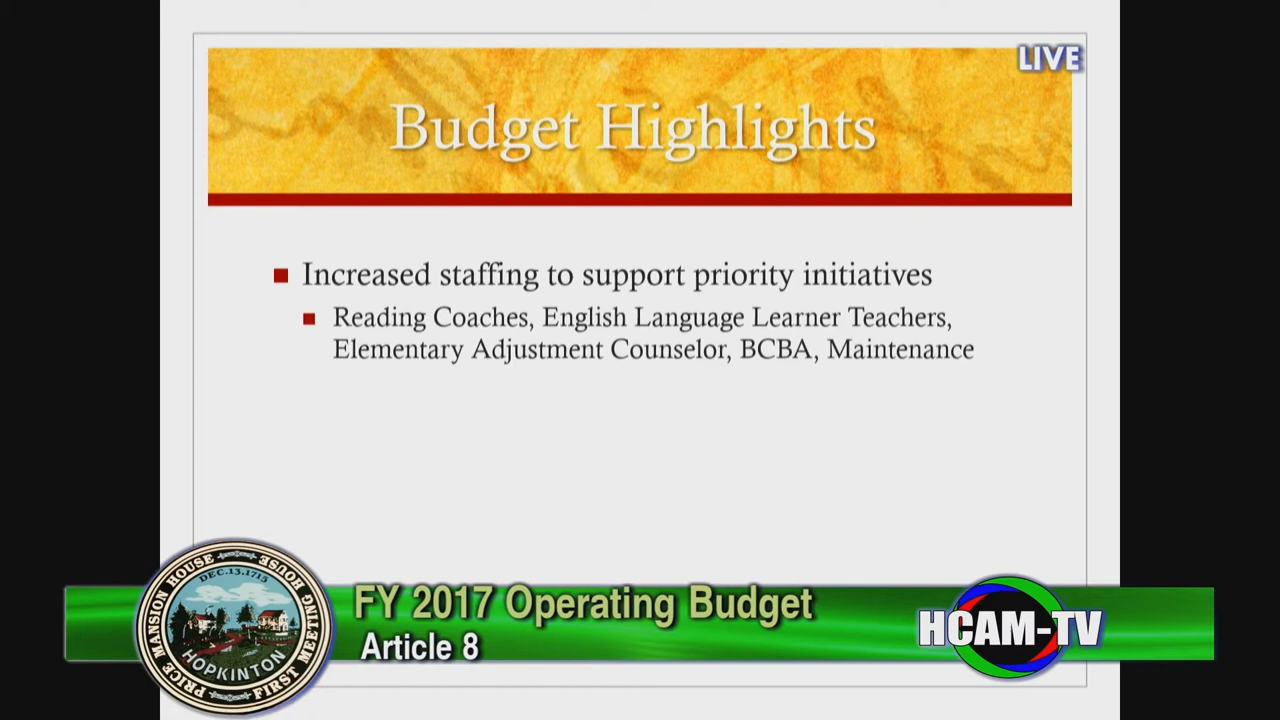 LIVE
Budget Highlights
Increased staffing to support priority initiatives
Reading Coaches, English Language Learner Teachers,
Elementary Adjustment Counselor, BCBA, Maintenance
FY 2017 Operating Budget
Article 8
PRICE MANSION HOUSE
FIRST MEETING HOUSE
DEC.13.1715
HOPKINTON
HCAM-TV